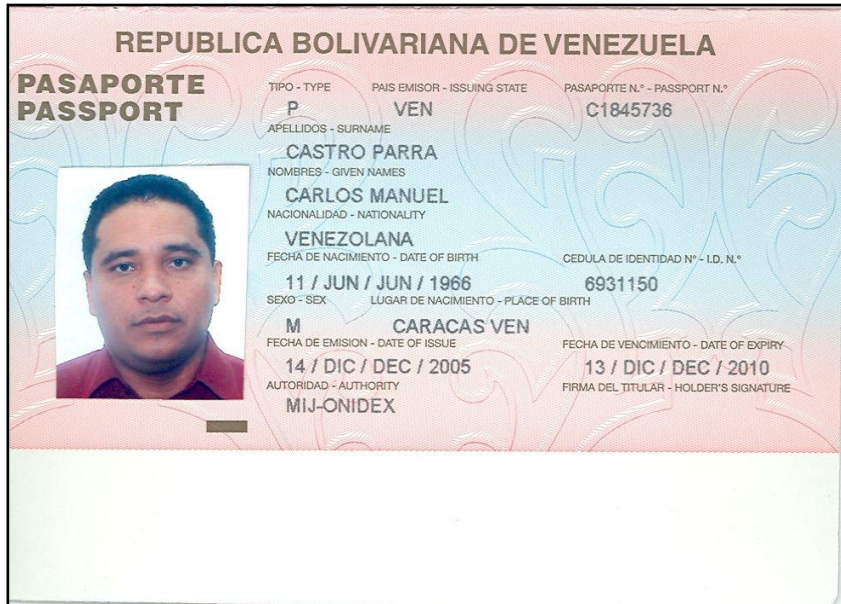 REPUBLICA BOLIVARIANA DE VENEZUELA
PASAPORTE
PASSPORT
TIPO - TYPE PAIS EMISOR - ISSUING STATE PASAPORTE N.° - PASSPORT N.°
P VEN C1845736
APELLIDOS - SURNAME
CASTRO PARRA
NOMBRES - GIVEN NAMES
CARLOS MANUEL
NACIONALIDAD - NATIONALITY
VENEZOLANA
FECHA DE NACIMIENTO - DATE OF BIRTH CEDULA DE IDENTIDAD N° - I.D. N.°
11 / JUN / JUN / 1966 6931150
SEXO - SEX LUGAR DE NACIMIENTO - PLACE OF BIRTH
M CARACAS VEN
FECHA DE EMISION - DATE OF ISSUE FECHA DE VENCIMIENTO - DATE OF EXPIRY
14 / DIC / DEC / 2005 13 / DIC / DEC / 2010
AUTORIDAD - AUTHORITY FIRMA DEL TITULAR - HOLDER'S SIGNATURE
MIJ-ONIDEX